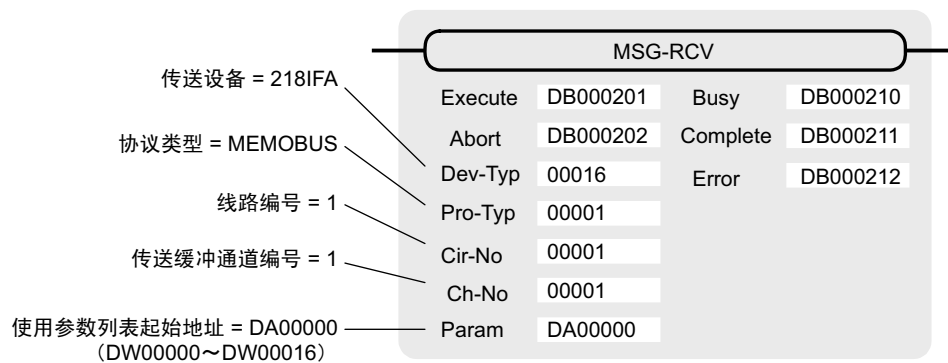 MSG-RCV
传送设备 = 218IFA
Execute DB000201 Busy DB000210
协议类型 = MEMOBUS
Abort DB000202 Complete DB000211
Dev-Typ 00016 Error DB000212
线路编号 = 1
Pro-Typ 00001
传送缓冲通道编号 = 1
Cir-No 00001
Ch-No 00001
使用参数列表起始地址 = DA00000
Param DA00000
（DW00000～DW00016）